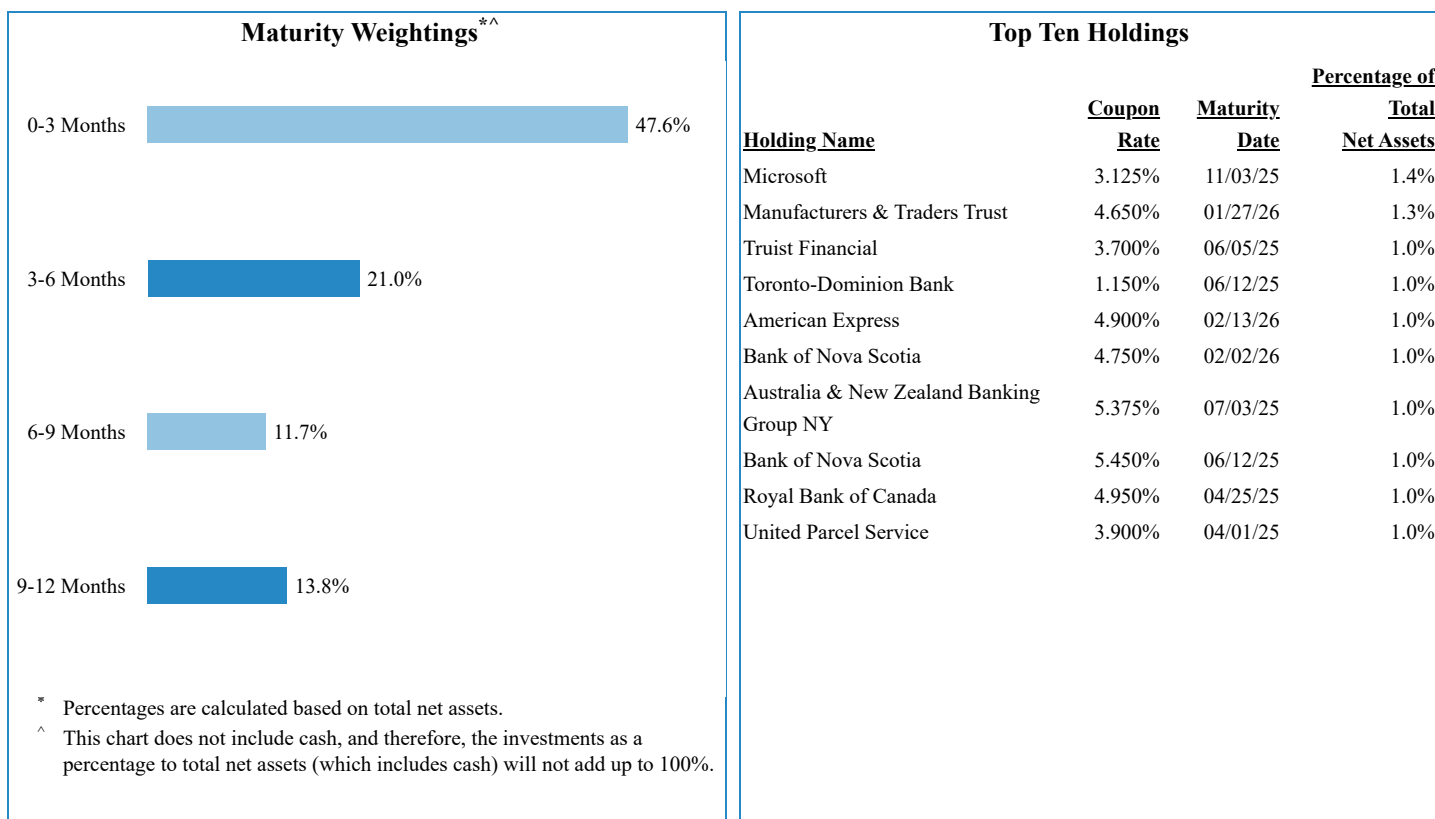 Maturity Weightings*^
0-3 Months 47.6%
3-6 Months 21.0%
6-9 Months 11.7%
9-12 Months 13.8%
* Percentages are calculated based on total net assets.
^ This chart does not include cash, and therefore, the investments as a
percentage to total net assets (which includes cash) will not add up to 100%.
Top Ten Holdings
Percentage of
Coupon Maturity Total
Holding Name Rate Date Net Assets
Microsoft 3.125% 11/03/25 1.4%
Manufacturers & Traders Trust 4.650% 01/27/26 1.3%
Truist Financial 3.700% 06/05/25 1.0%
Toronto-Dominion Bank 1.150% 06/12/25 1.0%
American Express 4.900% 02/13/26 1.0%
Bank of Nova Scotia 4.750% 02/02/26 1.0%
Australia & New Zealand Banking
Group NY 5.375% 07/03/25 1.0%
Bank of Nova Scotia 5.450% 06/12/25 1.0%
Royal Bank of Canada 4.950% 04/25/25 1.0%
United Parcel Service 3.900% 04/01/25 1.0%